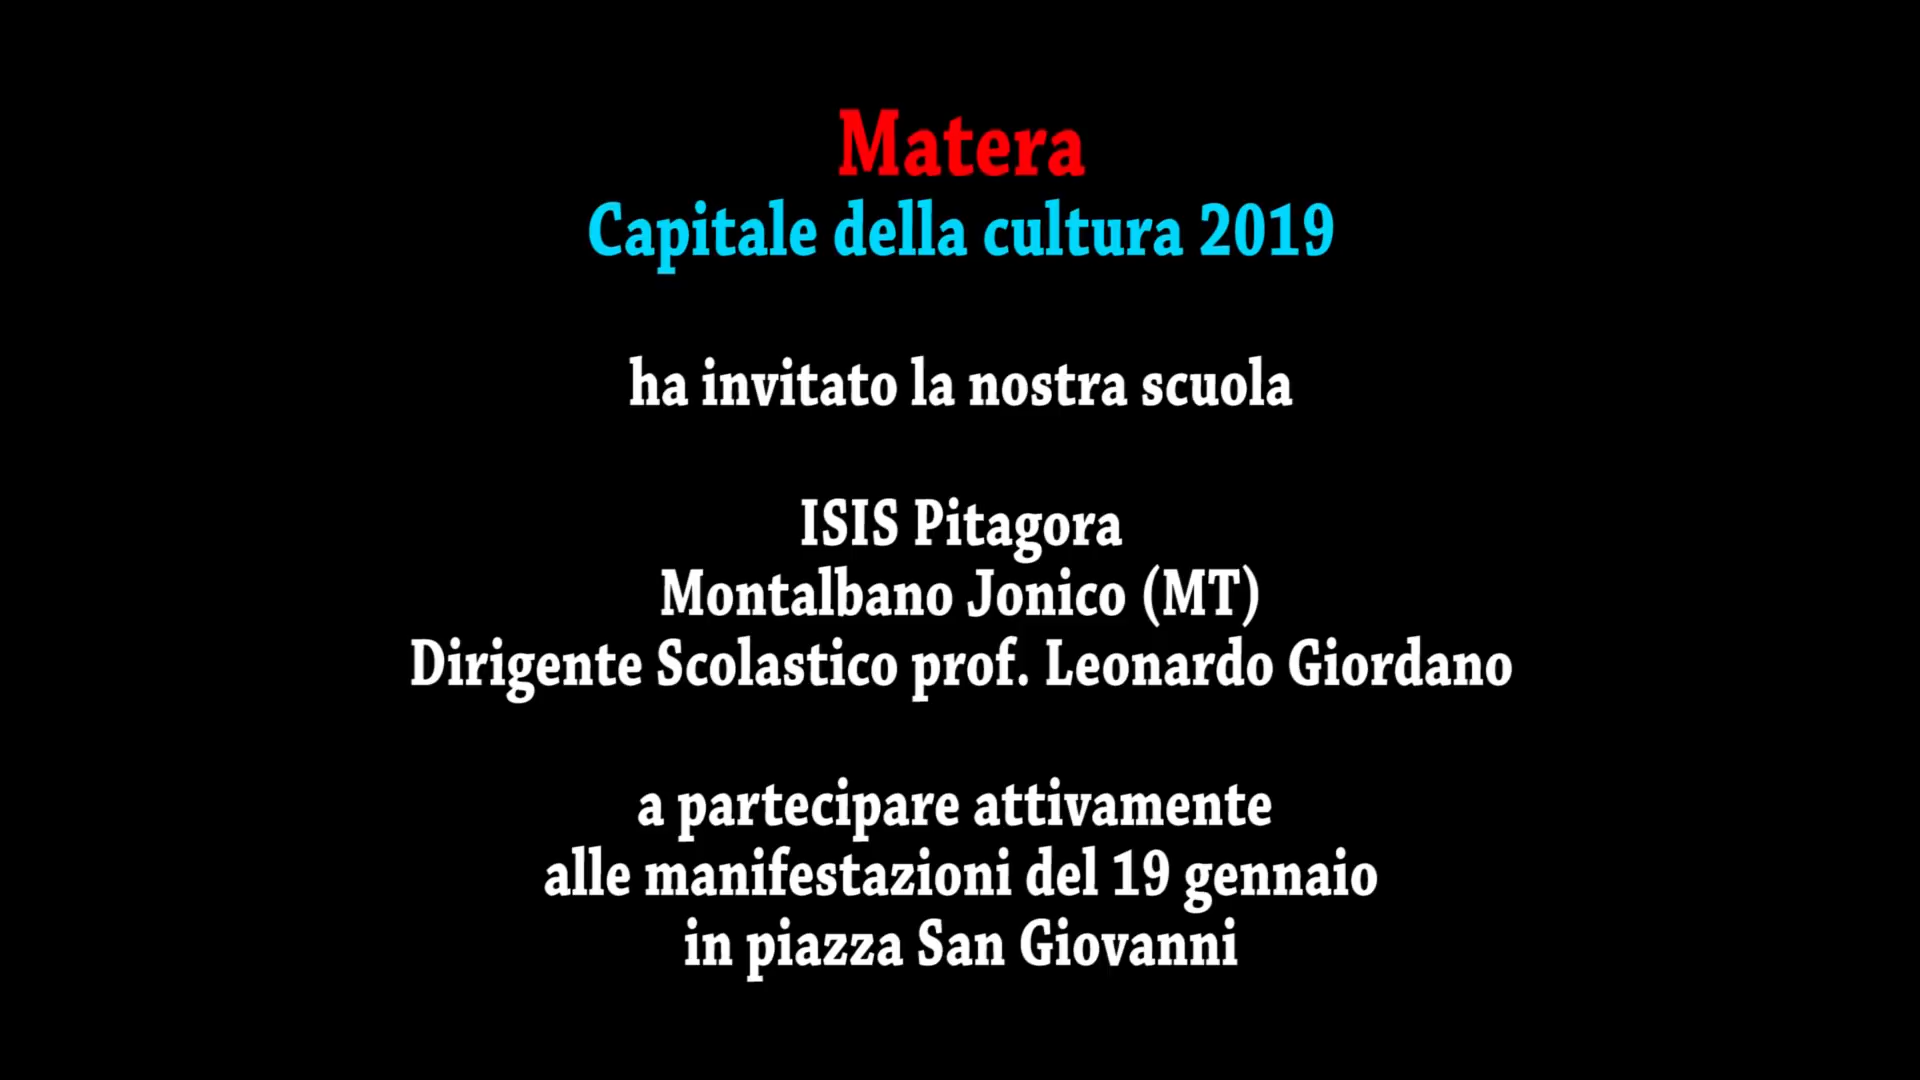 Matera
Capitale della cultura 2019
ha invitato la nostra scuola
ISIS Pitagora
Montalbano Jonico (MT)
Dirigente Scolastico prof. Leonardo Giordano
a partecipare attivamente
alle manifestazioni del 19 gennaio
in piazza San Giovanni